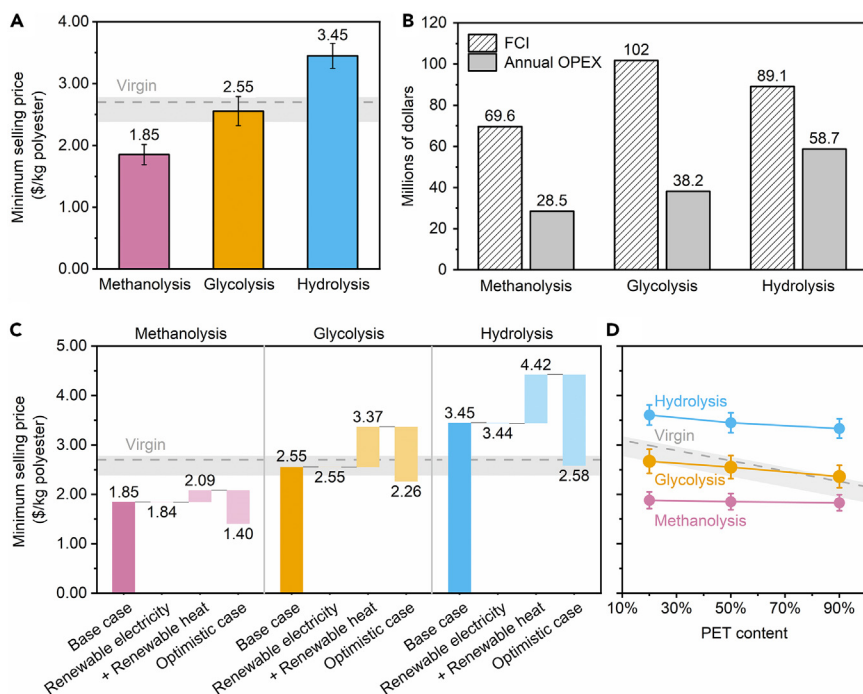 A
Minimum selling price
($/kg polyester)
4.00
3.00
2.00
1.00
0.00
Virgin
1.85
2.55
3.45
Methanolysis Glycolysis Hydrolysis
B
Millions of dollars
120
100
80
60
40
20
0
FCI
Annual OPEX
69.6
28.5
102
38.2
89.1
58.7
Methanolysis Glycolysis Hydrolysis
C
Methanolysis Glycolysis Hydrolysis
Minimum selling price
($/kg polyester)
5.00
4.00
3.00
2.00
1.00
0.00
Virgin
1.85
1.84
2.09
1.40
2.55
2.55
3.37
2.26
3.45
3.44
4.42
2.58
Base case
Renewable electricity
+ Renewable heat
Optimistic case
Base case
Renewable electricity
+ Renewable heat
Optimistic case
Base case
Renewable electricity
+ Renewable heat
Optimistic case
D
Hydrolysis
Virgin
Glycolysis
Methanolysis
10% 30% 50% 70% 90%
PET content